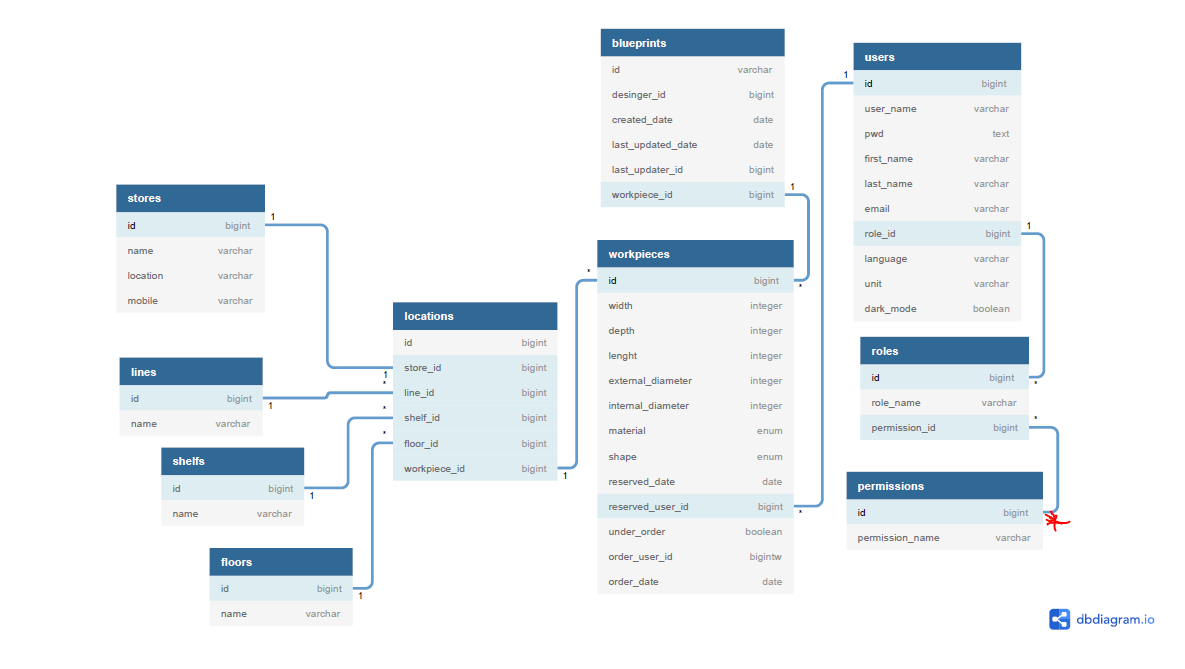 blueprints
id varchar
desinger_id bigint
created_date date
last_updated_date date
last_updater_id bigint
workpiece_id bigint
1
users
1
id bigint
user_name varchar
pwd text
first_name varchar
last_name varchar
email varchar
role_id bigint
1
language varchar
unit varchar
dark_mode boolean
stores
id bigint
1
name varchar
location varchar
mobile varchar
workpieces
*
id bigint
*
width integer
depth integer
lenght integer
external_diameter integer
internal_diameter integer
material enum
shape enum
reserved_date date
reserved_user_id bigint
*
under_order boolean
order_user_id bigintw
order_date date
locations
id bigint
store_id bigint
1
*
line_id bigint
*
shelf_id bigint
*
floor_id bigint
workpiece_id bigint
1
lines
id bigint
1
name varchar
shelfs
id bigint
1
name varchar
floors
id bigint
1
name varchar
roles
id bigint
*
role_name varchar
*
permission_id bigint
permissions
id bigint
*
permission_name varchar
dbdiagram.io